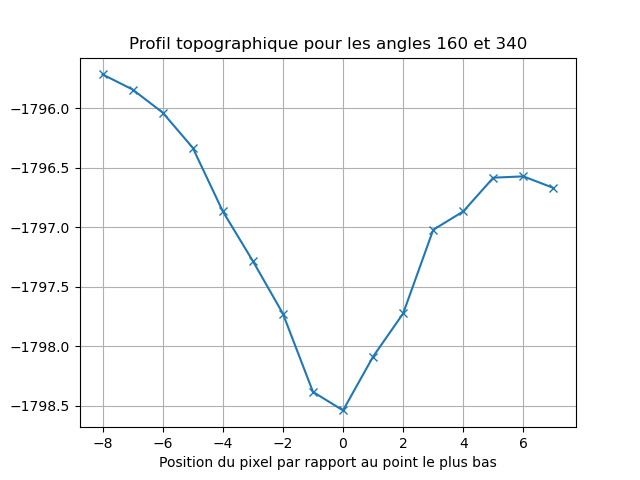 Profil topographique pour les angles 160 et 340
−1796.0
−1796.5
−1797.0
−1797.5
−1798.0
−1798.5
−8 −6 −4 −2 0 2 4 6
Position du pixel par rapport au point le plus bas